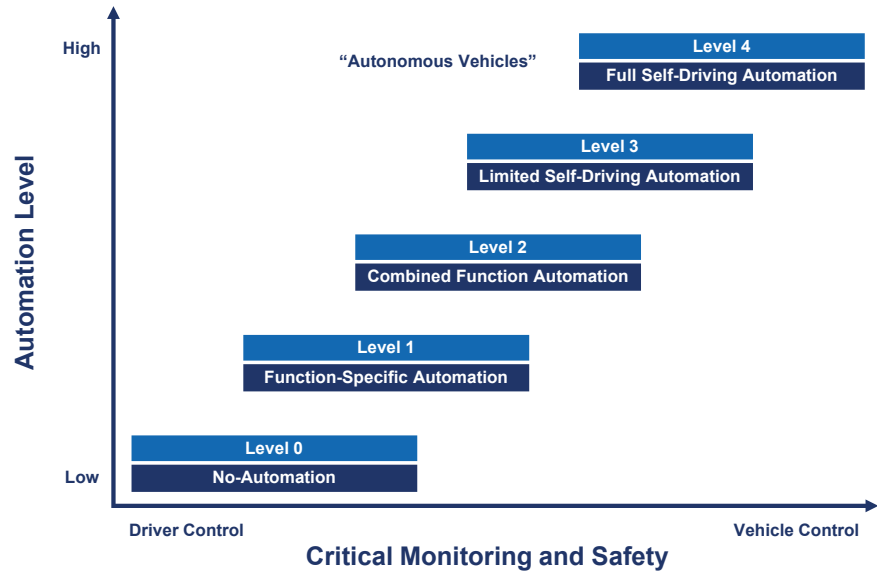 High
“Autonomous Vehicles”
Level 4
Full Self-Driving Automation
Level 3
Limited Self-Driving Automation
Automation Level
Level 2
Combined Function Automation
Level 1
Function-Specific Automation
Level 0
No-Automation
Low
Driver Control
Vehicle Control
Critical Monitoring and Safety